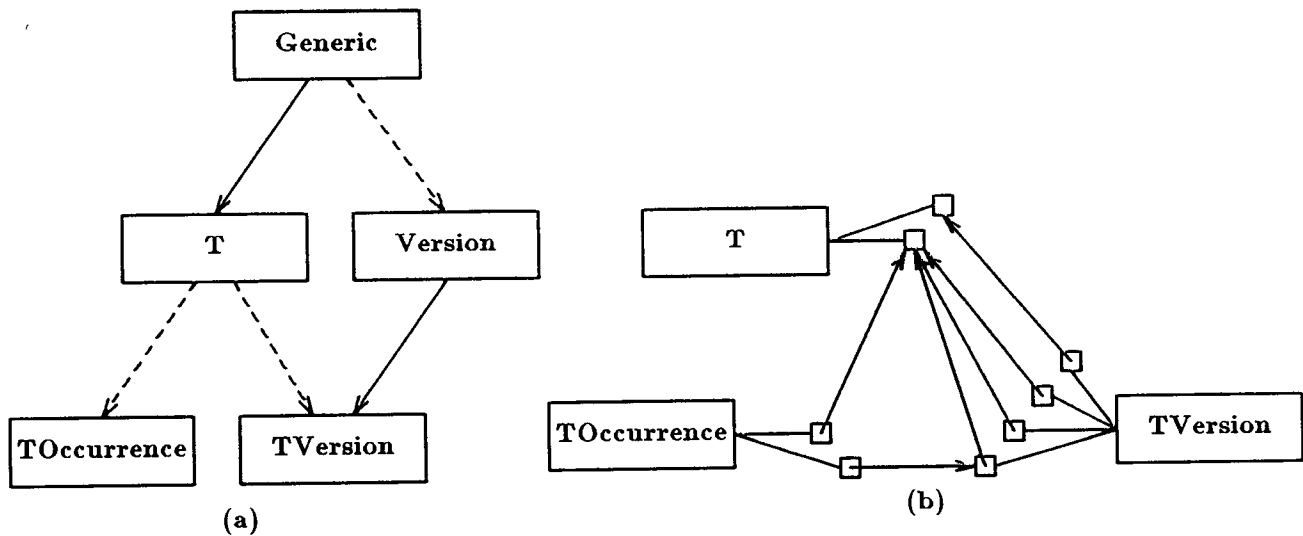 Generic
T
Version
TOccurrence
TVersion
(a)
T
TOccurrence
TVersion
(b)